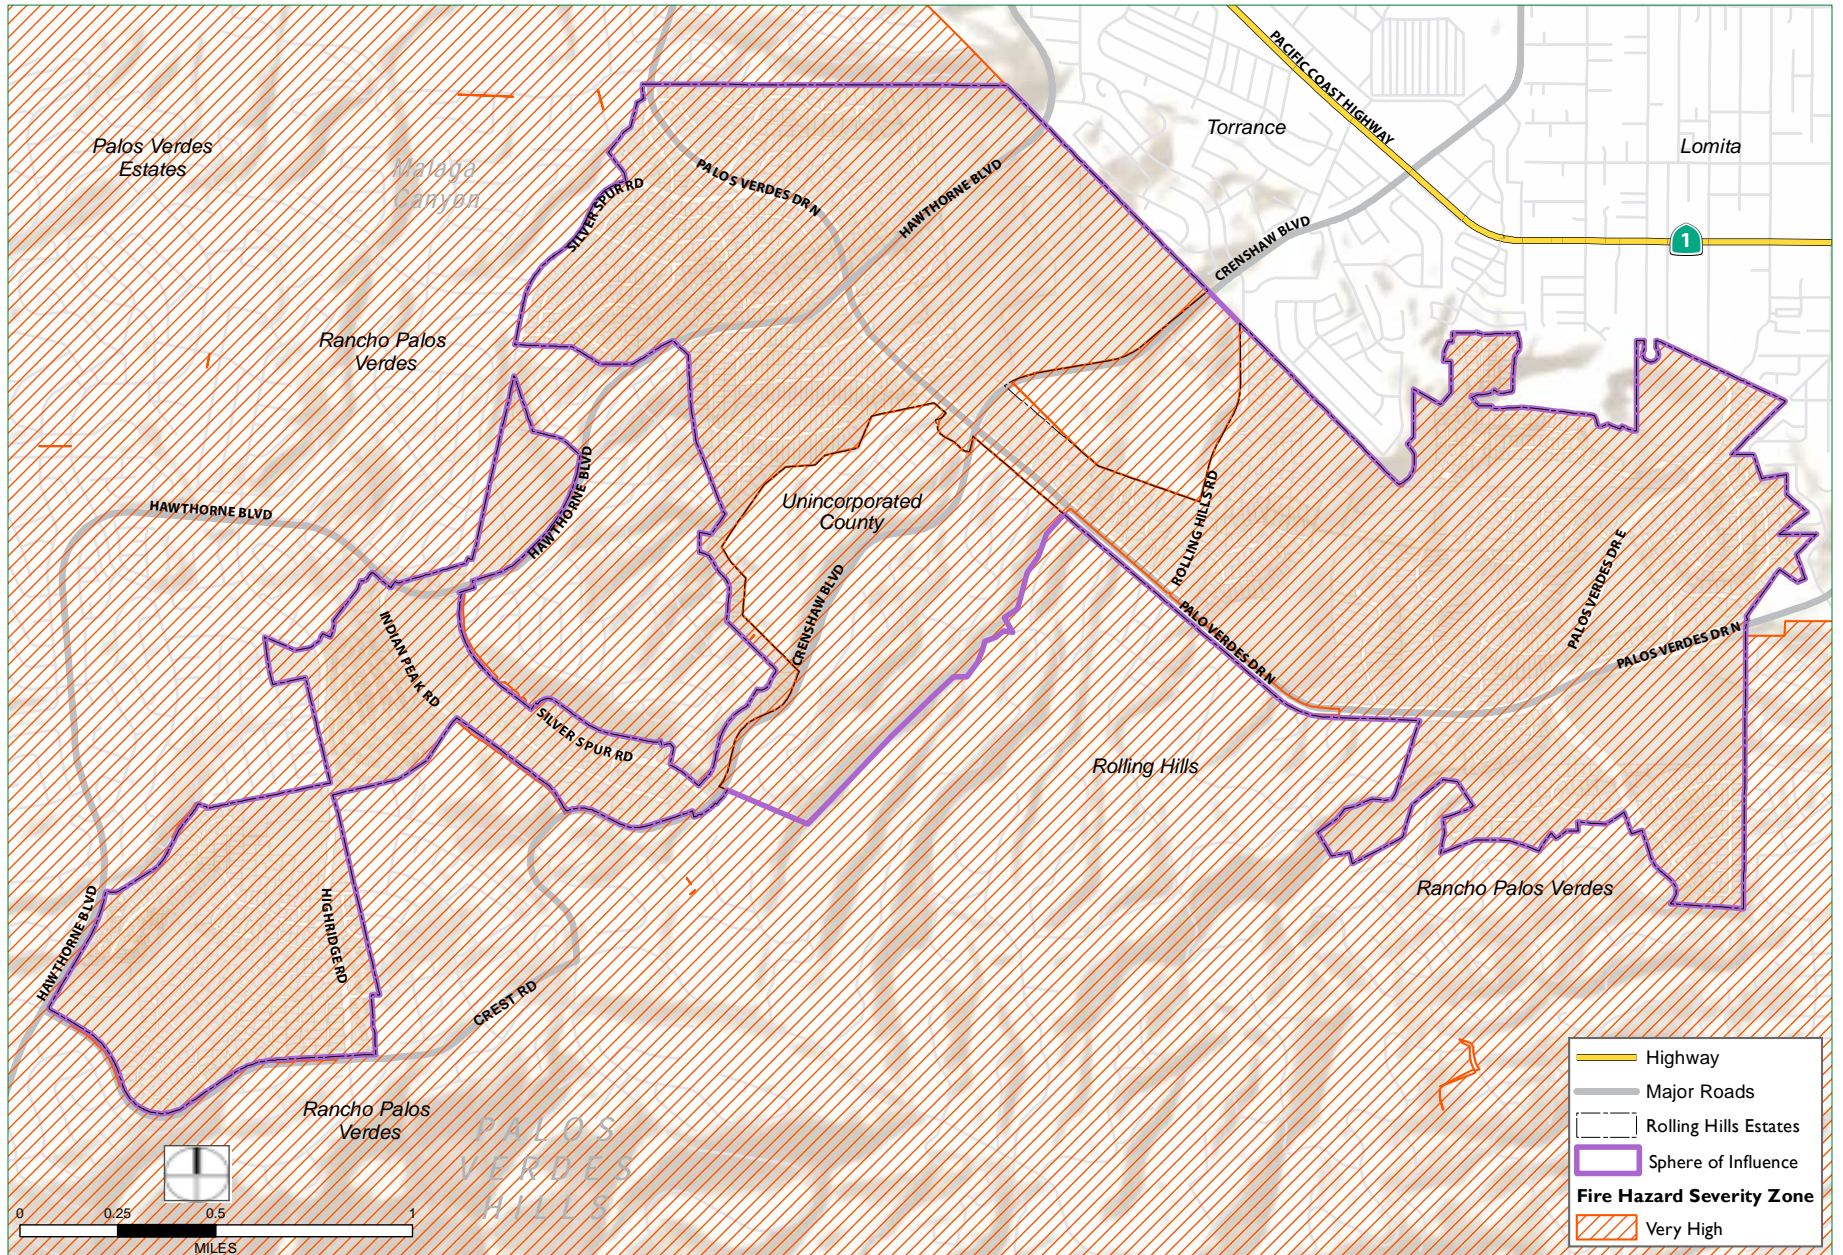 PACIFIC COAST HIGHWAY
Torrance
Lomita
Palos Verdes
Estates
Malaga
Canyon
PALOS VERDES DR N
HAWTHORNE BLVD
SILVER SPUR RD
CRENSHAW BLVD
1
Rancho Palos
Verdes
HAWTHORNE BLVD
HAWTHORNE BLVD
Unincorporated
County
ROLLING HILLS RD
PALOS VERDES DR E
CRENSHAW BLVD
INDIAN PEAK RD
PALO VERDES DR N
PALOS VERDES DR N
SILVER SPUR RD
Rolling Hills
Rancho Palos Verdes
HAWTHORNE BLVD
HIGHRIDGE RD
CREST RD
Rancho Palos
Verdes
PALOS
VERDES
HILLS
0 0.25 0.5 1
MILES
Highway
Major Roads
Rolling Hills Estates
Sphere of Influence
Fire Hazard Severity Zone
Very High